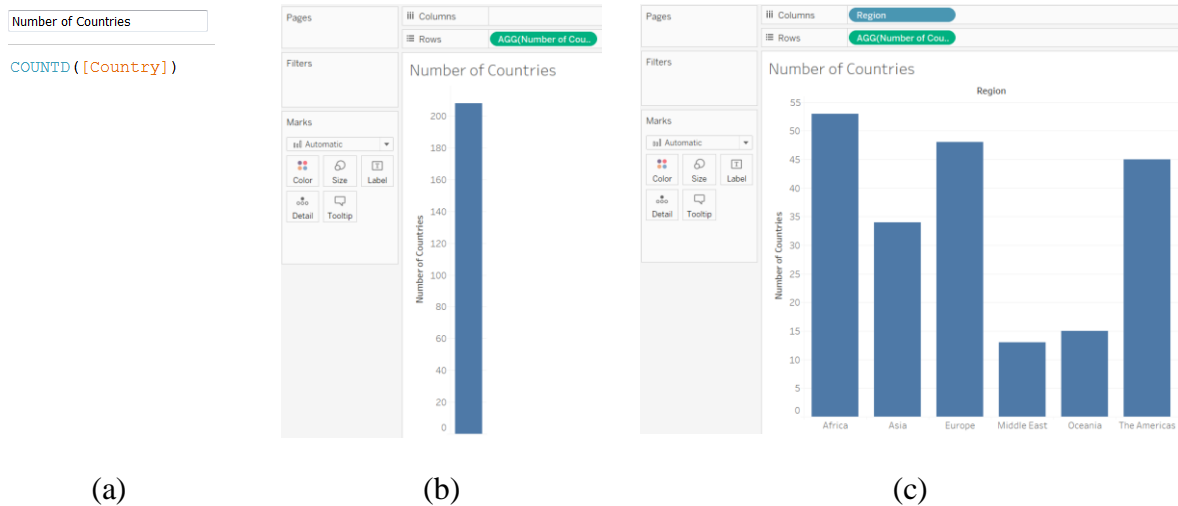 Number of Countries
COUNTD([Country])
Pages
iii Columns
Rows
AGG(Number of Cou..
Filters
Marks
Automatic
Color
Size
Label
Detail
Tooltip
Number of Countries
Number of Countries
200
180
160
140
120
100
80
60
40
20
0
Pages
iii Columns
Region
Rows
AGG(Number of Cou..
Filters
Marks
Automatic
Color
Size
Label
Detail
Tooltip
Number of Countries
Region
Number of Countries
55
50
45
40
35
30
25
20
15
10
5
0
Africa
Asia
Europe
Middle East
Oceania
The Americas
(a)
(b)
(c)